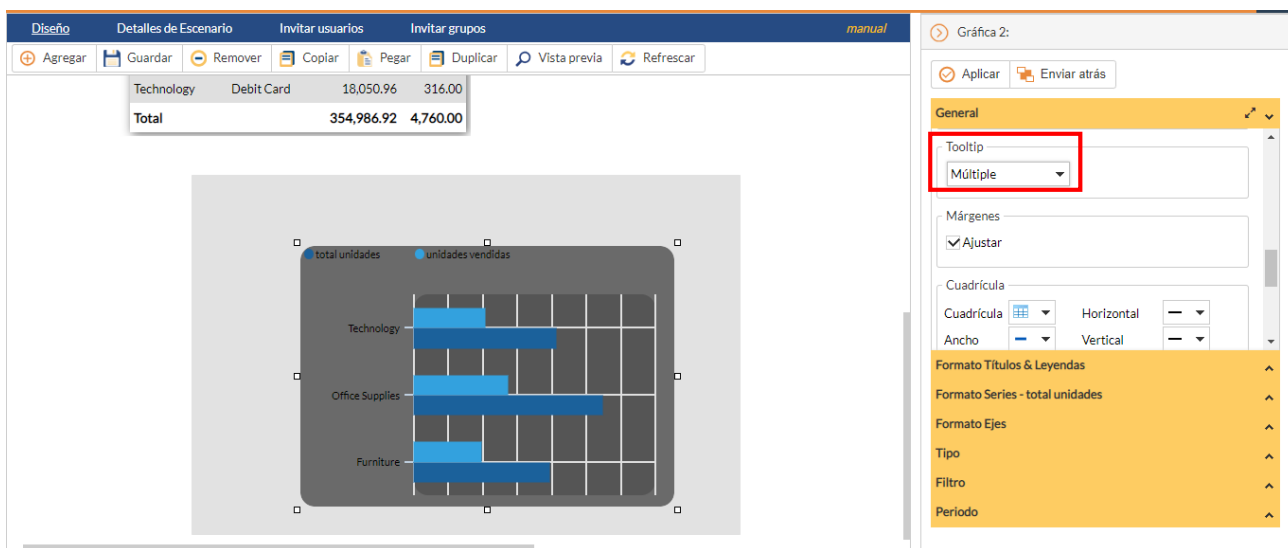 Diseño Detalles de Escenario Invitar usuarios Invitar grupos manual
Agregar Guardar Remover Copiar Pegar Duplicar Vista previa Refrescar
Technology Debit Card 18,050.96 316.00
Total 354,986.92 4,760.00
total unidades unidades vendidas
Technology
Office Supplies
Furniture
Gráfica 2:
Aplicar Enviar atrás
General
Tooltip
Múltiple
Márgenes
Ajustar
Cuadrícula
Cuadrícula Horizontal
Ancho Vertical
Formato Títulos & Leyendas
Formato Series - total unidades
Formato Ejes
Tipo
Filtro
Periodo